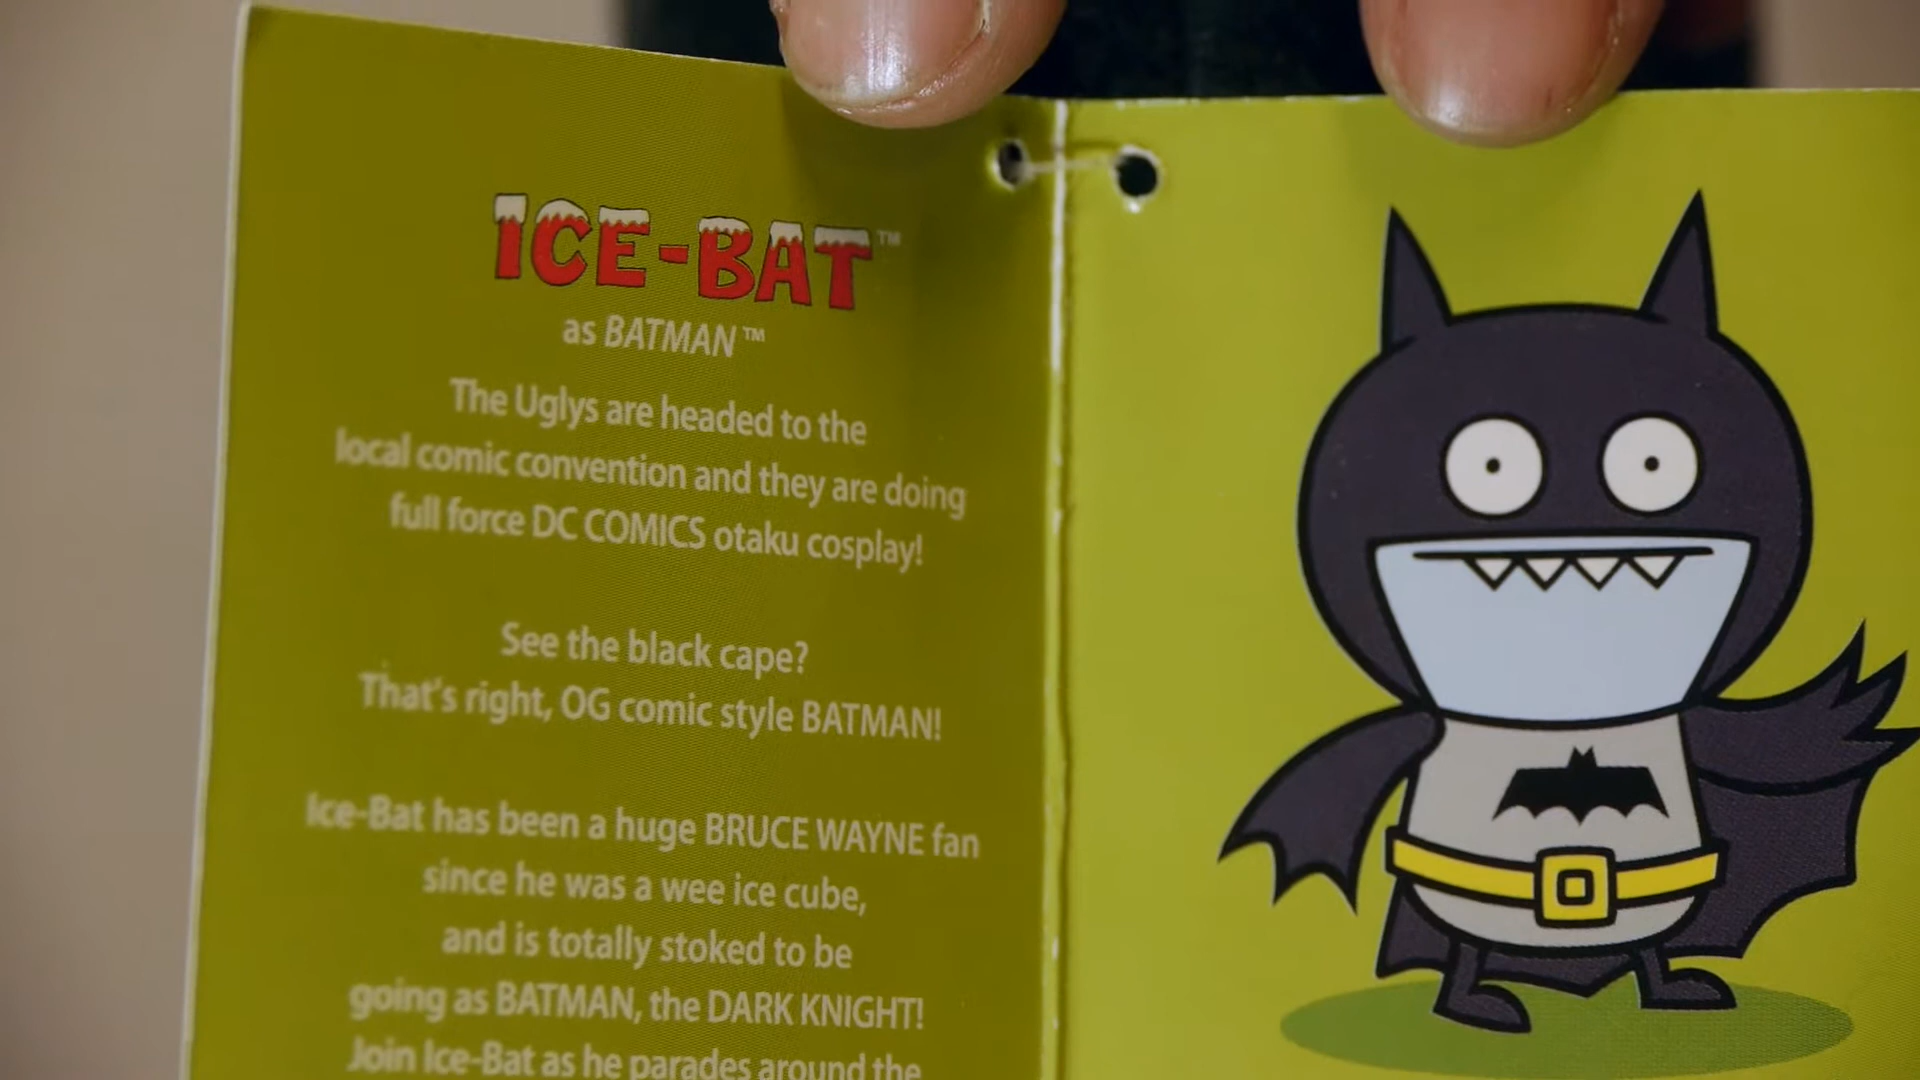 ICE-BAT™
as BATMAN™
The Uglys are headed to the
local comic convention and they are doing
full force DC COMICS otaku cosplay!
See the black cape?
That's right, OG comic style BATMAN!
Ice-Bat has been a huge BRUCE WAYNE fan
since he was a wee ice cube,
and is totally stoked to be
going as BATMAN, the DARK KNIGHT!
Join Ice-Bat as he parades around the